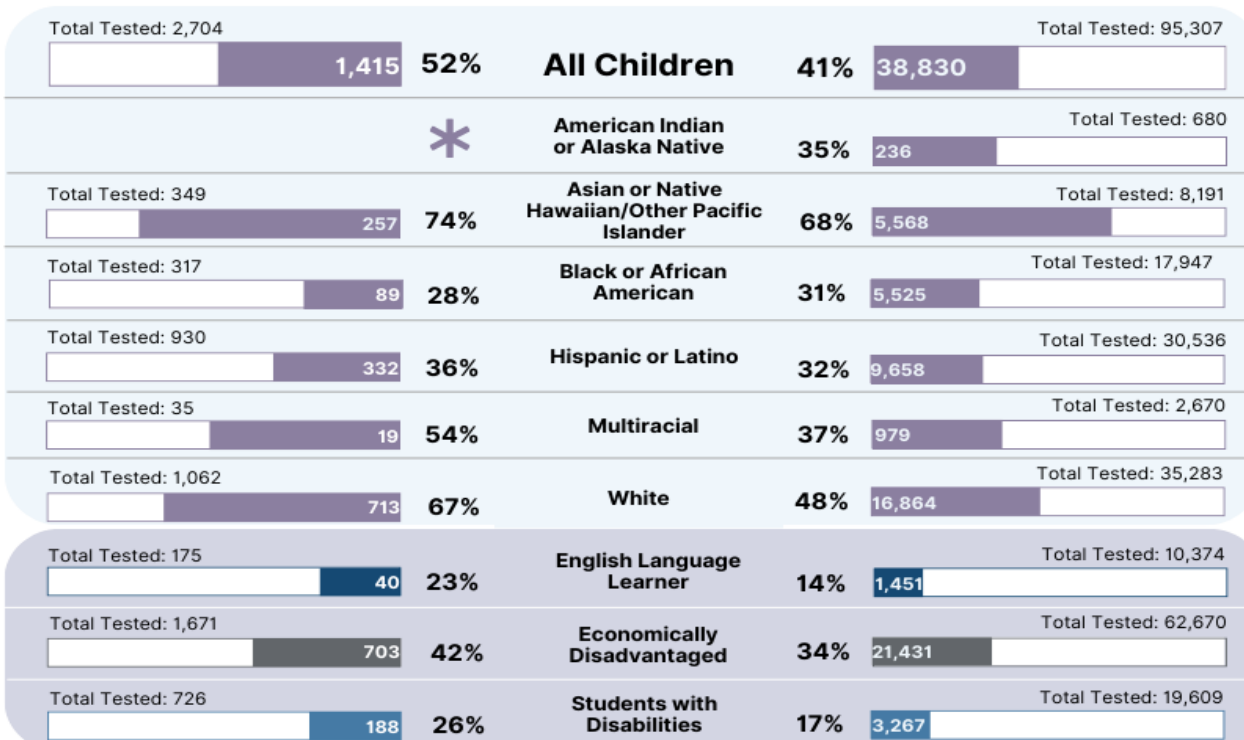 Total Tested: 2,704
Total Tested: 95,307
1,415 52% All Children 41% 38,830
* American Indian
or Alaska Native
Total Tested: 680
35% 236
Total Tested: 349
Asian or Native
Hawaiian/Other Pacific
Islander
Total Tested: 8,191
257 74% 68% 5,568
Total Tested: 317
Black or African
American
Total Tested: 17,947
89 28% 31% 5,525
Total Tested: 930
Total Tested: 30,536
332 36% Hispanic or Latino 32% 9,658
Total Tested: 35
Total Tested: 2,670
19 54% Multiracial 37% 979
Total Tested: 1,062
Total Tested: 35,283
713 67% White 48% 16,864
Total Tested: 175
English Language
Learner
Total Tested: 10,374
40 23% 14% 1,451
Total Tested: 1,671
Economically
Disadvantaged
Total Tested: 62,670
703 42% 34% 21,431
Total Tested: 726
Students with
Disabilities
Total Tested: 19,609
188 26% 17% 3,267